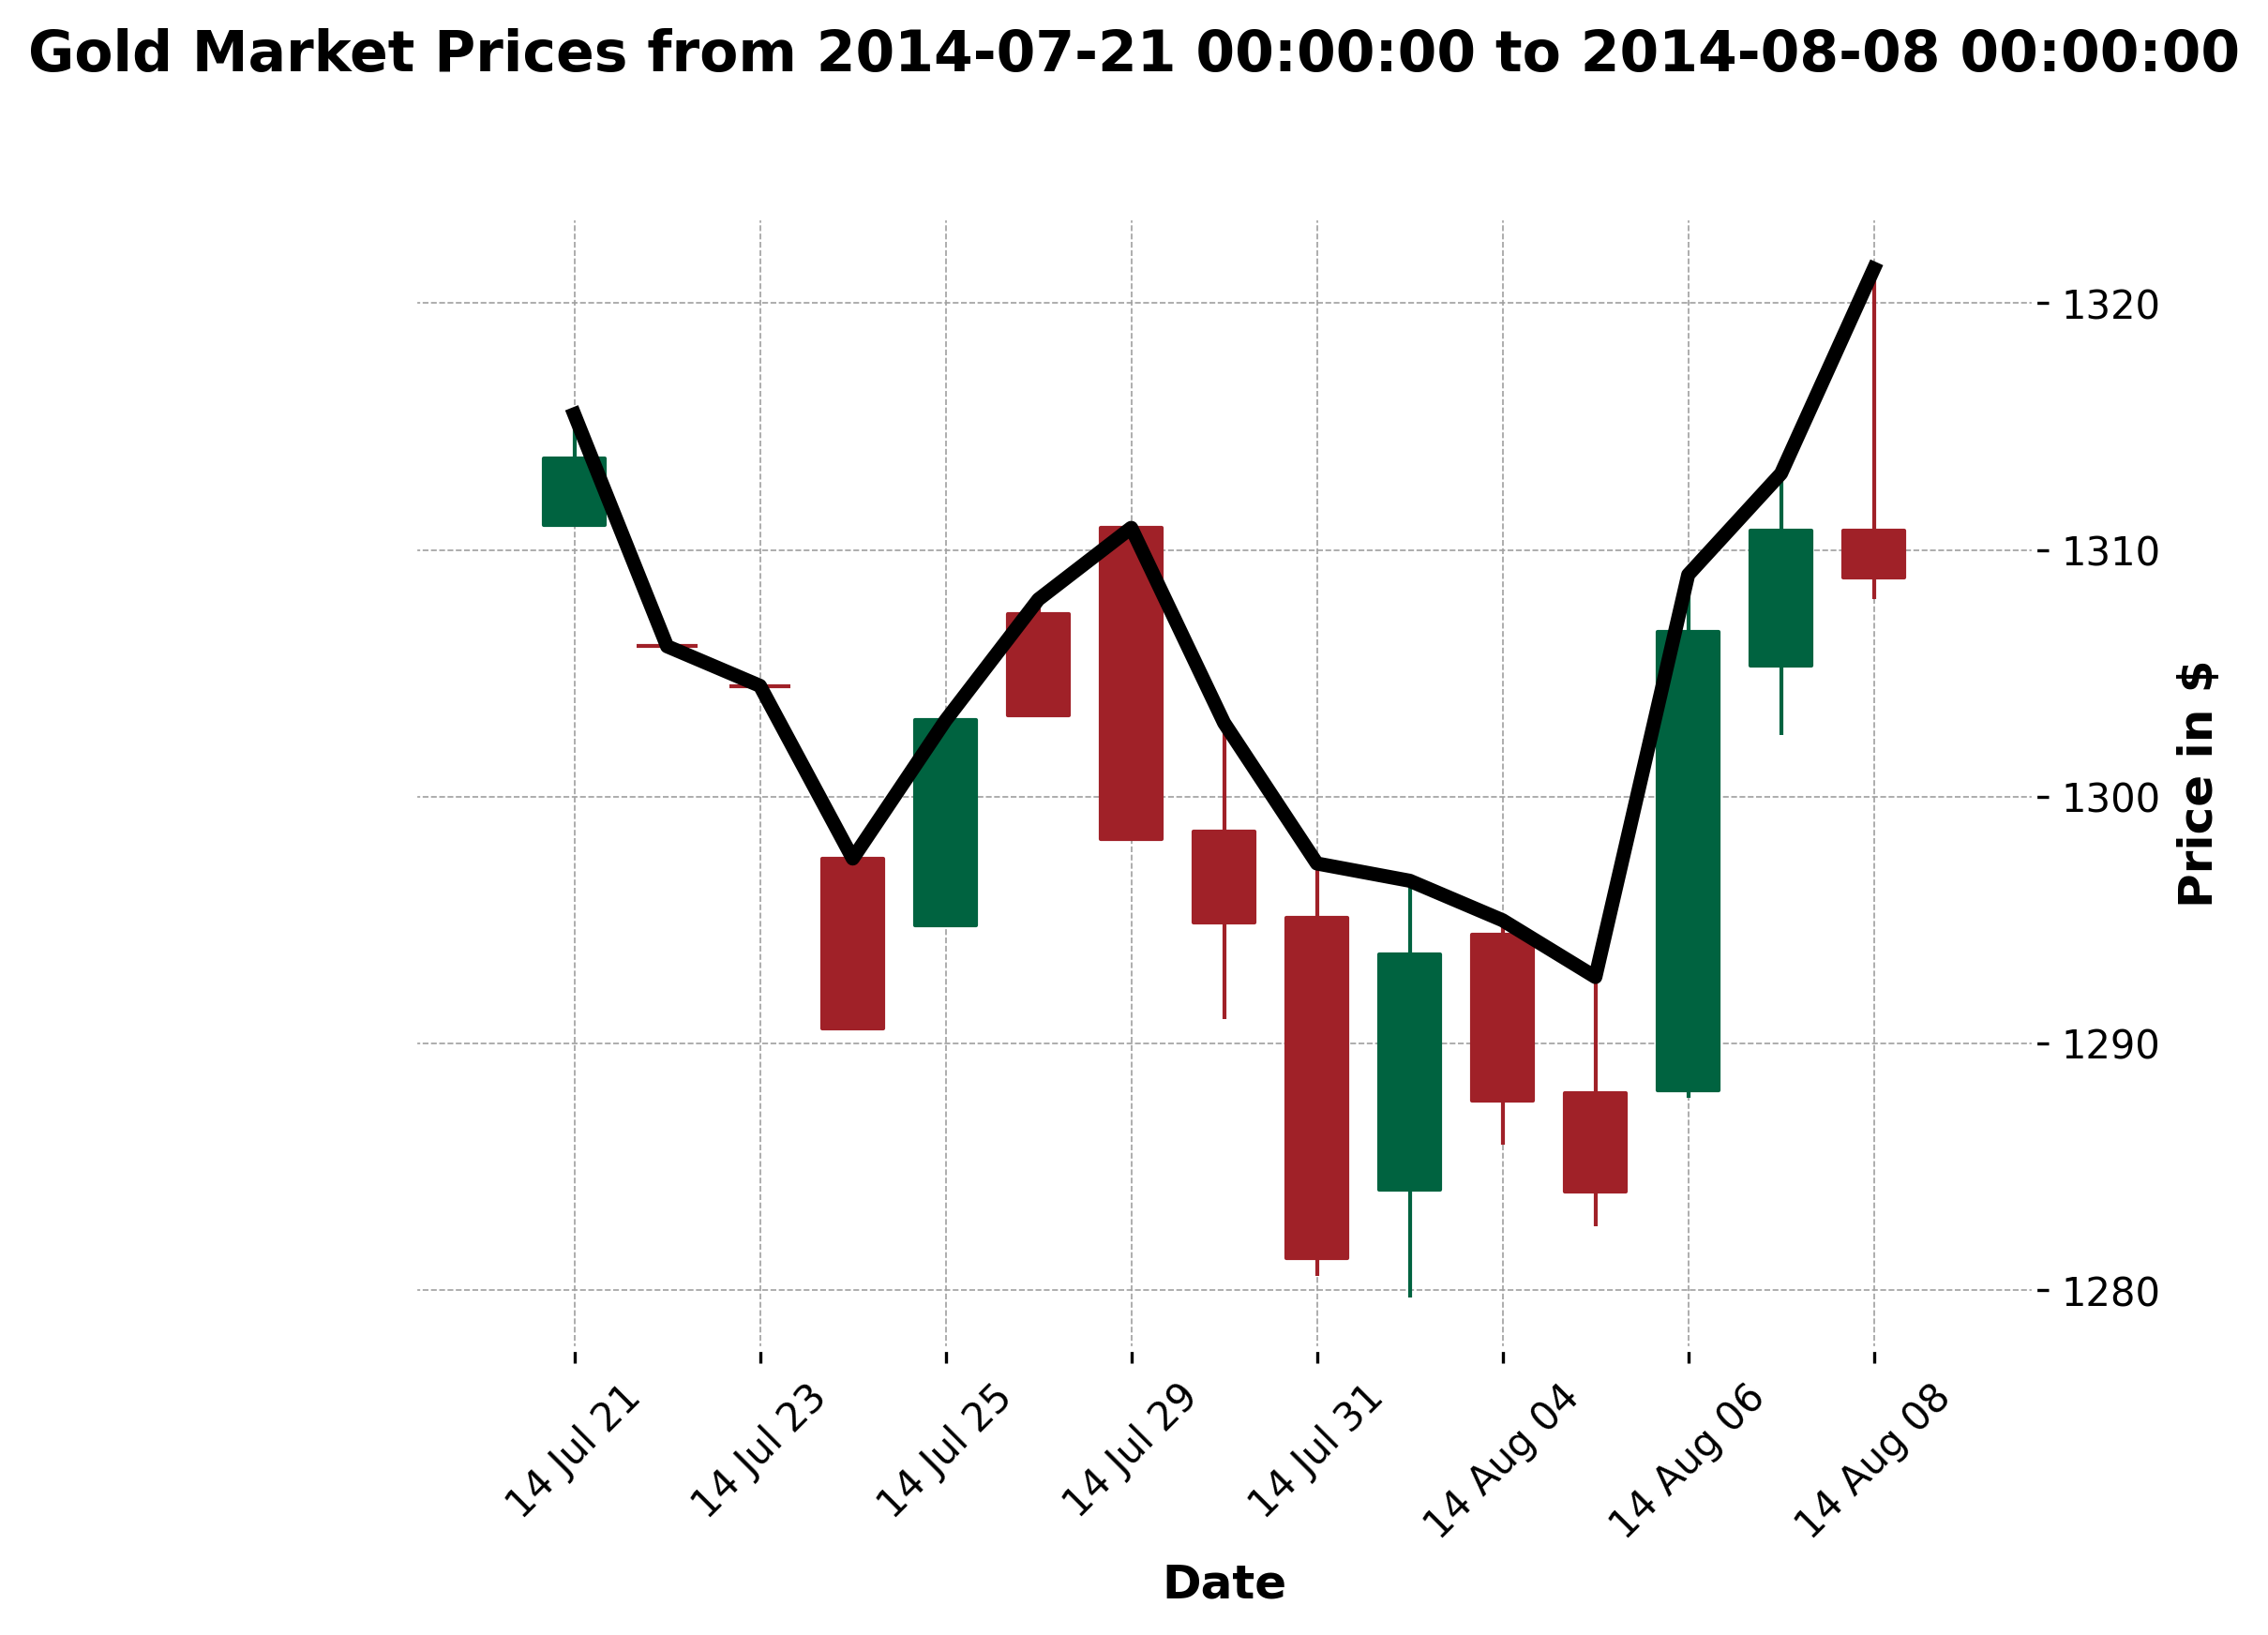 Gold Market Prices from 2014-07-21 00:00:00 to 2014-08-08 00:00:00
1320
1310
1300
1290
1280
Price in $
14 Jul 21
14 Jul 23
14 Jul 25
14 Jul 29
14 Jul 31
14 Aug 04
14 Aug 06
14 Aug 08
Date